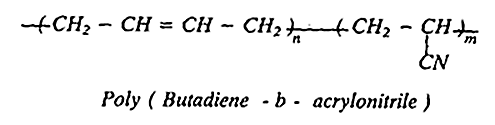 —( CH₂ – CH = CH – CH₂ )ₙ—( CH₂ – CH )ₘ
CN
Poly ( Butadiene - b - acrylonitrile )